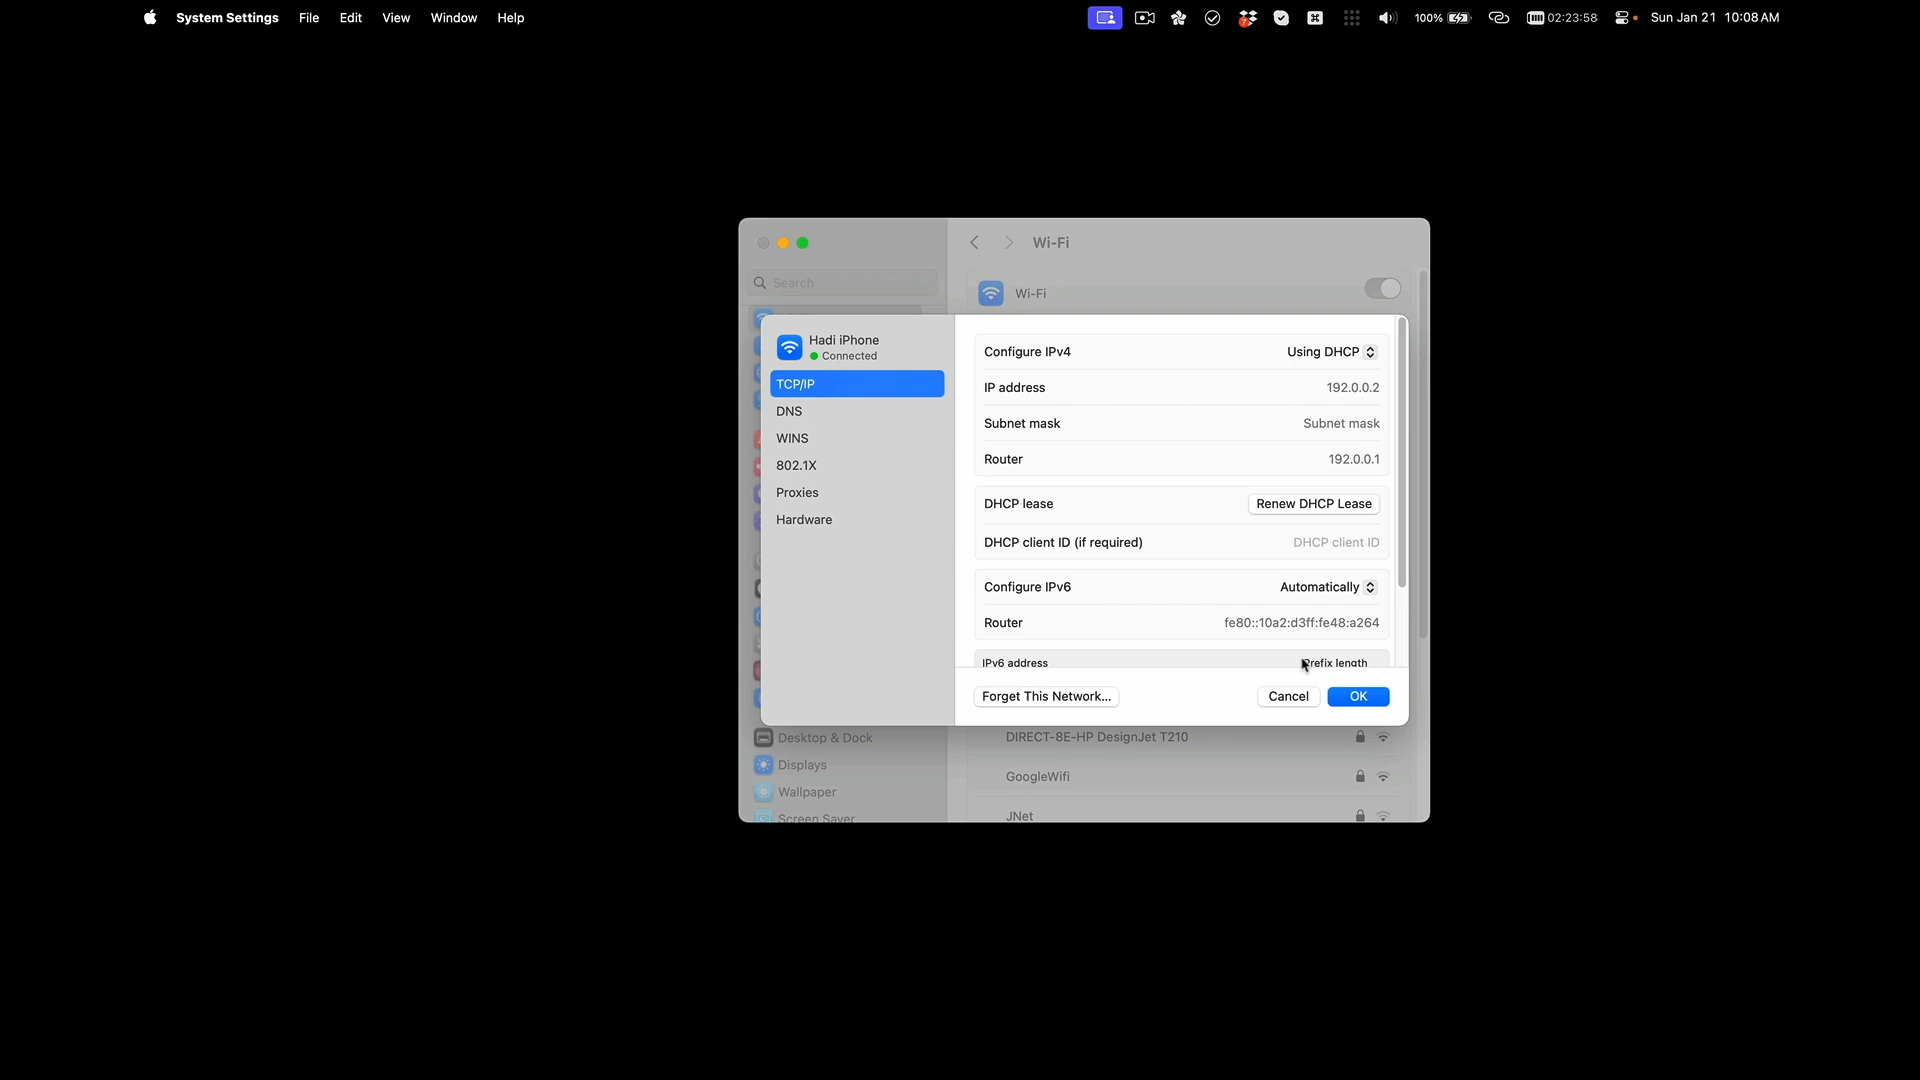 System Settings File Edit View Window Help 100% 02:23:58 Sun Jan 21 10:08 AM
Wi-Fi
Search
Wi-Fi
Hadi iPhone
Connected
TCP/IP
DNS
WINS
802.1X
Proxies
Hardware
Configure IPv4 Using DHCP
IP address 192.0.0.2
Subnet mask Subnet mask
Router 192.0.0.1
DHCP lease Renew DHCP Lease
DHCP client ID (if required) DHCP client ID
Configure IPv6 Automatically
Router fe80::10a2:d3ff:fe48:a264
IPv6 address Prefix length
Forget This Network... Cancel OK
Desktop & Dock
Displays
Wallpaper
Screen Saver
DIRECT-8E-HP DesignJet T210
GoogleWifi
JNet